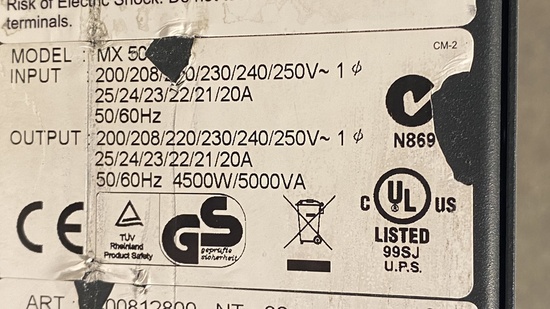 Risk of Electric Shock. Do not
terminals.
CM-2
MODEL : MX 50
INPUT : 200/208/220/230/240/250V~ 1 ϕ
25/24/23/22/21/20A
50/60Hz
N869
OUTPUT : 200/208/220/230/240/250V~ 1 ϕ
25/24/23/22/21/20A
50/60Hz 4500W/5000VA
CE
TÜV
Rheinland
Product Safety
GS
geprüfte
sicherheit
C UL US
LISTED
99SJ
U.P.S.
ART :